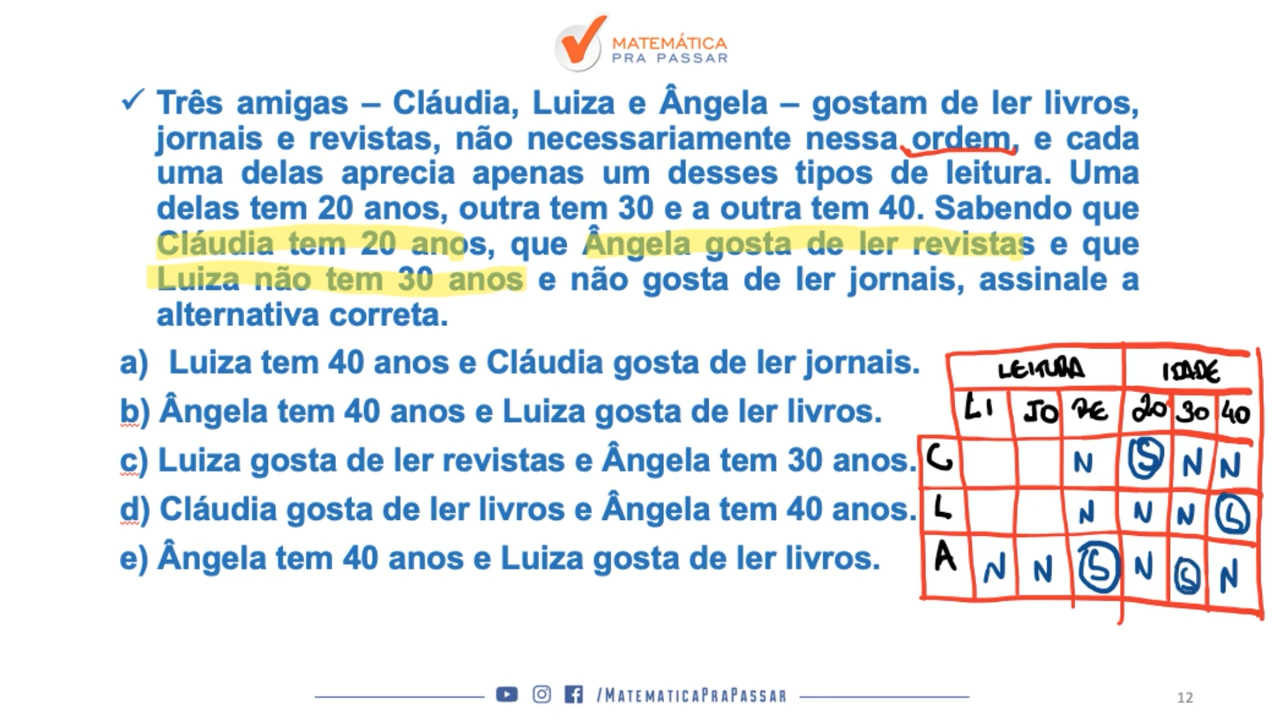 MATEMÁTICA
PRA PASSAR
✓ Três amigas – Cláudia, Luiza e Ângela – gostam de ler livros,
jornais e revistas, não necessariamente nessa ordem, e cada
uma delas aprecia apenas um desses tipos de leitura. Uma
delas tem 20 anos, outra tem 30 e a outra tem 40. Sabendo que
Cláudia tem 20 anos, que Ângela gosta de ler revistas e que
Luiza não tem 30 anos e não gosta de ler jornais, assinale a
alternativa correta.
a) Luiza tem 40 anos e Cláudia gosta de ler jornais.
b) Ângela tem 40 anos e Luiza gosta de ler livros.
c) Luiza gosta de ler revistas e Ângela tem 30 anos.
d) Cláudia gosta de ler livros e Ângela tem 40 anos.
e) Ângela tem 40 anos e Luiza gosta de ler livros.
LEITURA IDADE
LI JO RE 20 30 40
C N S N N
L N N N S
A N N S N S N
/MATEMATICAPRAPASSAR
12